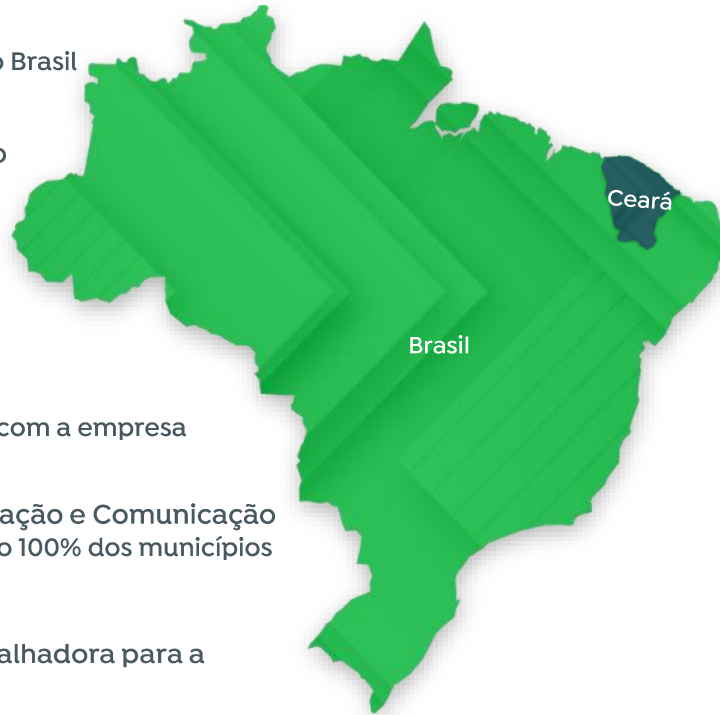 o Brasil
o
Ceará
Brasil
com a empresa
ação e Comunicação
o 100% dos municípios
alhadora para a